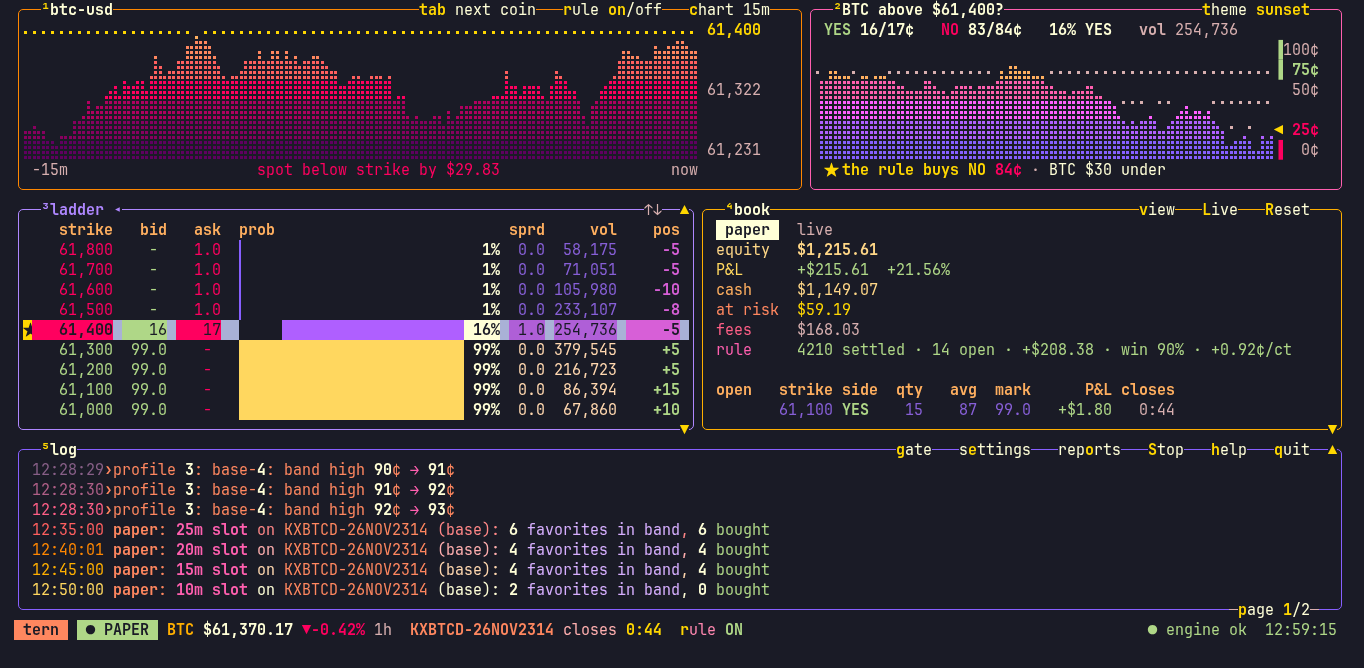 ¹btc-usd tab next coin rule on/off chart 15m
61,400
61,322
61,231
-15m spot below strike by $29.83 now
²BTC above $61,400? theme sunset
YES 16/17¢ NO 83/84¢ 16% YES vol 254,736
100¢
75¢
50¢
◄ 25¢
0¢
★the rule buys NO 84¢ · BTC $30 under
³ladder ◂ ↑↓ ▲
strike bid ask prob sprd vol pos
61,800 - 1.0 1% 0.0 58,175 -5
61,700 - 1.0 1% 0.0 71,051 -5
61,600 - 1.0 1% 0.0 105,980 -10
61,500 - 1.0 1% 0.0 233,107 -8
★ 61,400 16 17 16% 1.0 254,736 -5
61,300 99.0 - 99% 0.0 379,545 +5
61,200 99.0 - 99% 0.0 216,723 +5
61,100 99.0 - 99% 0.0 86,394 +15
61,000 99.0 - 99% 0.0 67,860 +10
▼
⁴book view Live Reset
paper live
equity $1,215.61
P&L +$215.61 +21.56%
cash $1,149.07
at risk $59.19
fees $168.03
rule 4210 settled · 14 open · +$208.38 · win 90% · +0.92¢/ct
open strike side qty avg mark P&L closes
61,100 YES 15 87 99.0 +$1.80 0:44
▼
⁵log gate settings reports Stop help quit ▲
12:28:29›profile 3: base-4: band high 90¢ → 91¢
12:28:30›profile 3: base-4: band high 91¢ → 92¢
12:28:30›profile 3: base-4: band high 92¢ → 93¢
12:35:00 paper: 25m slot on KXBTCD-26NOV2314 (base): 6 favorites in band, 6 bought
12:40:01 paper: 20m slot on KXBTCD-26NOV2314 (base): 4 favorites in band, 4 bought
12:45:00 paper: 15m slot on KXBTCD-26NOV2314 (base): 4 favorites in band, 4 bought
12:50:00 paper: 10m slot on KXBTCD-26NOV2314 (base): 2 favorites in band, 0 bought
page 1/2
tern ● PAPER BTC $61,370.17 ▼-0.42% 1h KXBTCD-26NOV2314 closes 0:44 rule ON ● engine ok 12:59:15